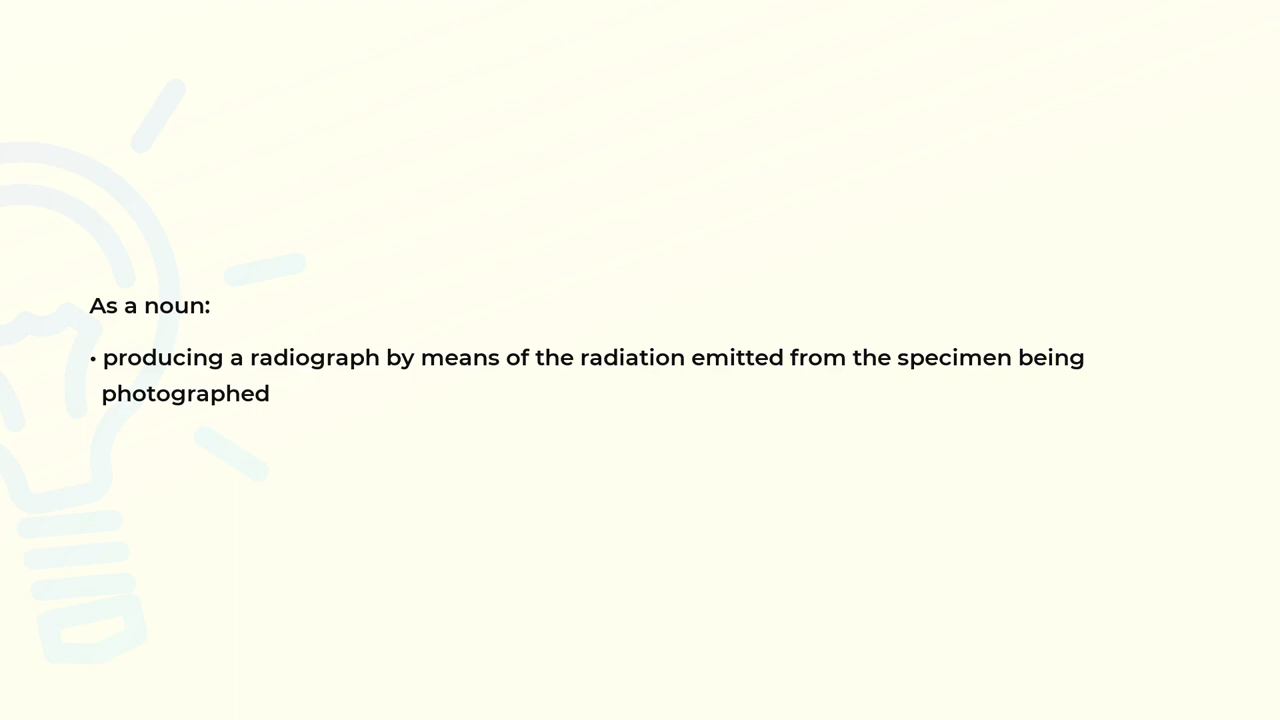 As a noun:
• producing a radiograph by means of the radiation emitted from the specimen being
photographed